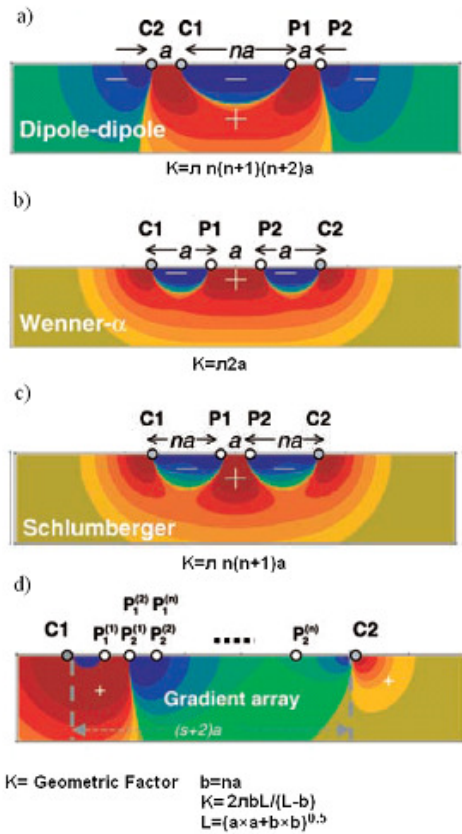 a)
C2 C1 P1 P2
a na a
− − −
+
Dipole-dipole
K=л n(n+1)(n+2)a
b)
C1 P1 P2 C2
a a a
− + −
Wenner-α
K=л2a
c)
C1 P1 P2 C2
na a na
− + −
Schlumberger
K=л n(n+1)a
d)
P₁⁽²⁾ P₁⁽ⁿ⁾
C1 P₁⁽¹⁾ P₂⁽¹⁾ P₂⁽²⁾ ........ P₂⁽ⁿ⁾ C2
+ +
Gradient array
(s+2)a
K= Geometric Factor b=na
K=2лbL/(L-b)
L=(a×a+b×b)⁰·⁵